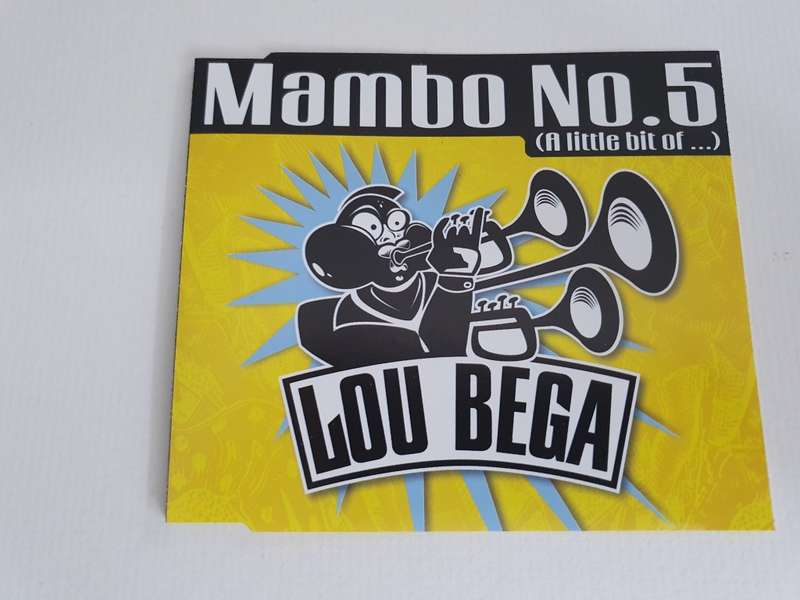 Mambo No.5
(A little bit of ...)
LOU BEGA